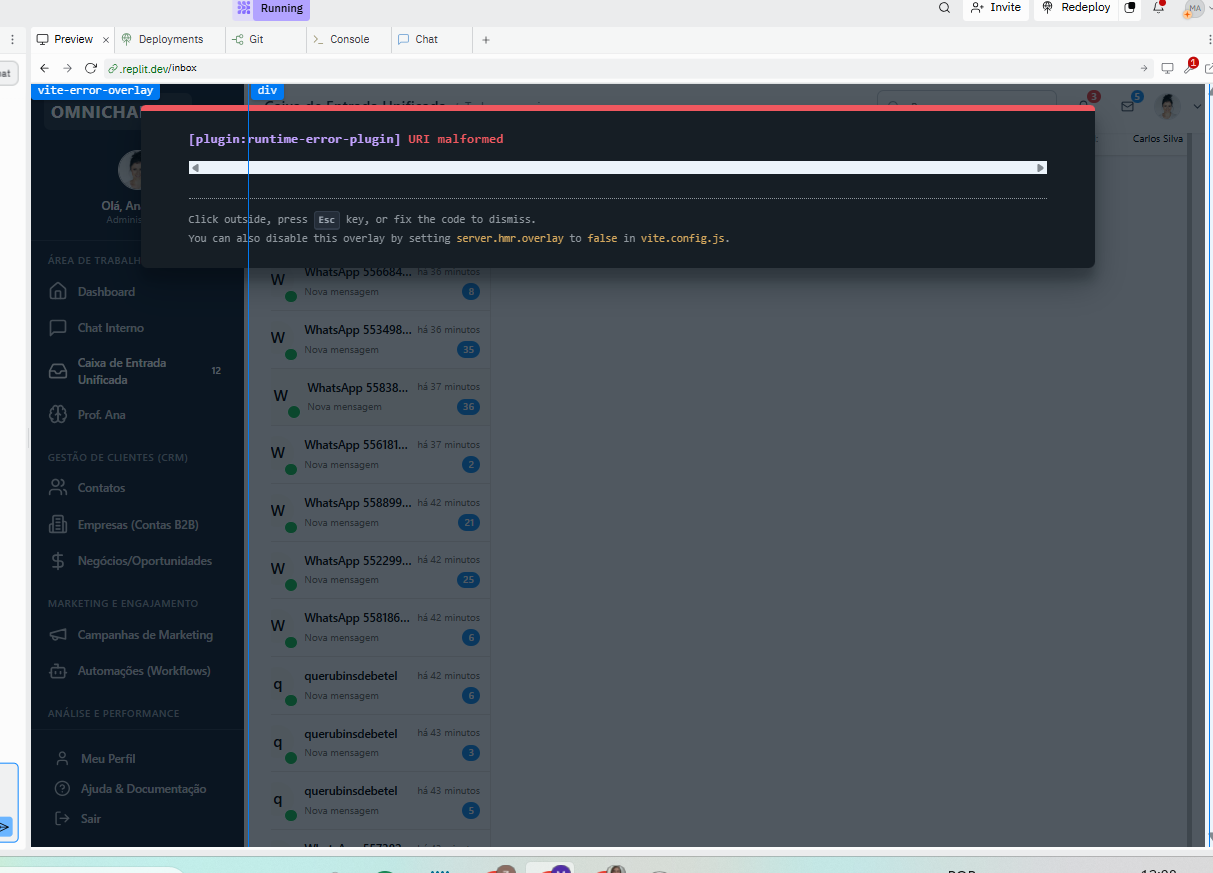 Running
Invite
Redeploy
MA
Preview
Deployments
Git
Console
Chat
.replit.dev/inbox
1
vite-error-overlay
div
OMNICHA
3
5
Carlos Silva
[plugin:runtime-error-plugin] URI malformed
Click outside, press Esc key, or fix the code to dismiss.
You can also disable this overlay by setting server.hmr.overlay to false in vite.config.js.
Olá, An
Adminis
ÁREA DE TRABALH
Dashboard
Chat Interno
Caixa de Entrada
Unificada
12
Prof. Ana
GESTÃO DE CLIENTES (CRM)
Contatos
Empresas (Contas B2B)
Negócios/Oportunidades
MARKETING E ENGAJAMENTO
Campanhas de Marketing
Automações (Workflows)
ANÁLISE E PERFORMANCE
Meu Perfil
Ajuda & Documentação
Sair
W
WhatsApp 556684... há 36 minutos
Nova mensagem 8
W
WhatsApp 553498... há 36 minutos
Nova mensagem 35
W
WhatsApp 55838... há 37 minutos
Nova mensagem 36
W
WhatsApp 556181... há 37 minutos
Nova mensagem 2
W
WhatsApp 558899... há 42 minutos
Nova mensagem 21
W
WhatsApp 552299... há 42 minutos
Nova mensagem 25
W
WhatsApp 558186... há 42 minutos
Nova mensagem 6
q
querubinsdebetel há 42 minutos
Nova mensagem 6
q
querubinsdebetel há 43 minutos
Nova mensagem 3
q
querubinsdebetel há 43 minutos
Nova mensagem 5